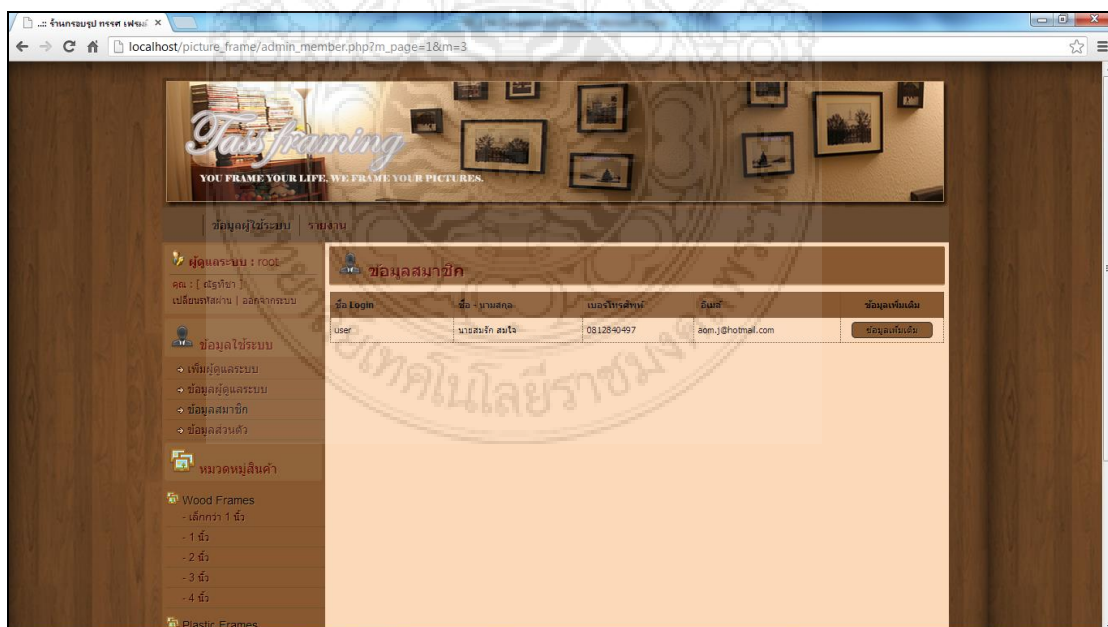 ..:: ร้านกรอบรูป ทรรศ เฟรม
localhost/picture_frame/admin_member.php?m_page=1&m=3
Tass framing
YOU FRAME YOUR LIFE, WE FRAME YOUR PICTURES.
ข้อมูลผู้ใช้ระบบ รายงาน
ผู้ดูแลระบบ : root
คุณ : [ ณัฐทิชา ]
เปลี่ยนรหัสผ่าน | ออกจากระบบ
ข้อมูลใช้ระบบ
เพิ่มผู้ดูแลระบบ
ข้อมูลผู้ดูแลระบบ
ข้อมูลสมาชิก
ข้อมูลส่วนตัว
หมวดหมู่สินค้า
Wood Frames
- เล็กกว่า 1 นิ้ว
- 1 นิ้ว
- 2 นิ้ว
- 3 นิ้ว
- 4 นิ้ว
Plastic Frames
ข้อมูลสมาชิก
ชื่อ Login ชื่อ - นามสกุล เบอร์โทรศัพท์ อีเมล์ ข้อมูลเพิ่มเติม
user นายสมรัก สมใจ 0812840497 aom.j@hotmail.com ข้อมูลเพิ่มเติม